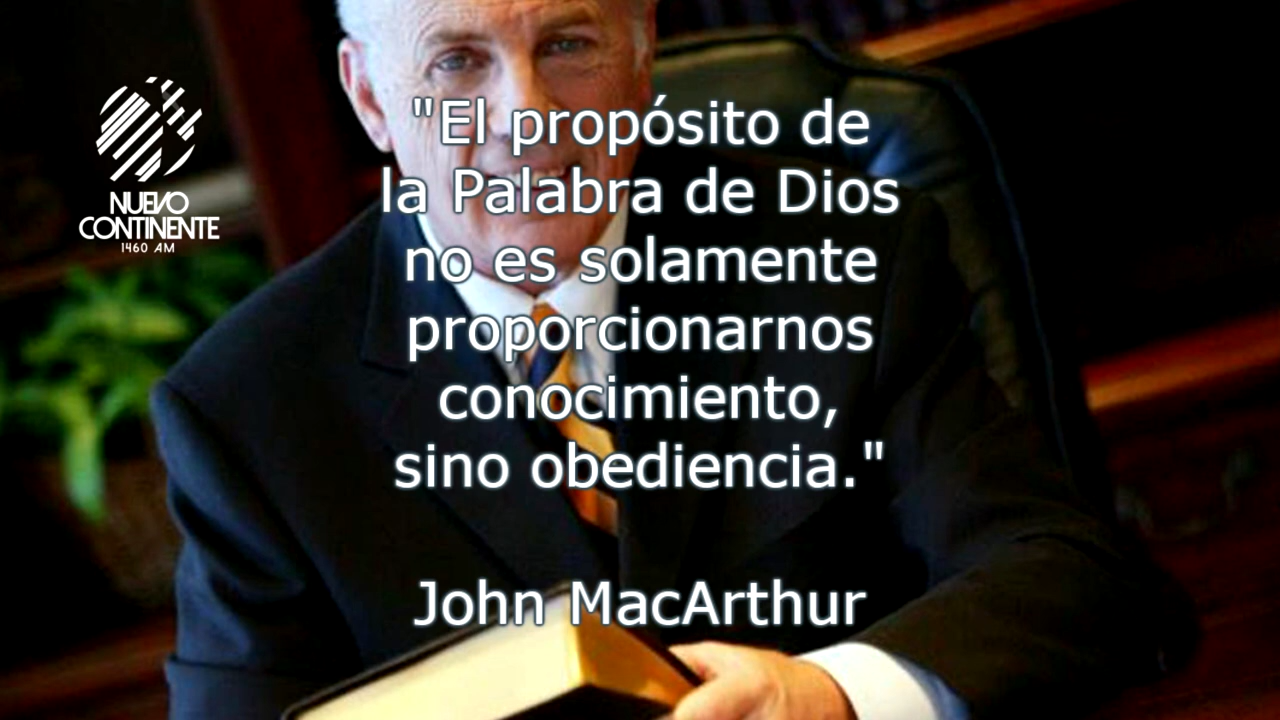 NUEVO
CONTINENTE
1460 AM
"El propósito de
la Palabra de Dios
no es solamente
proporcionarnos
conocimiento,
sino obediencia."
John MacArthur